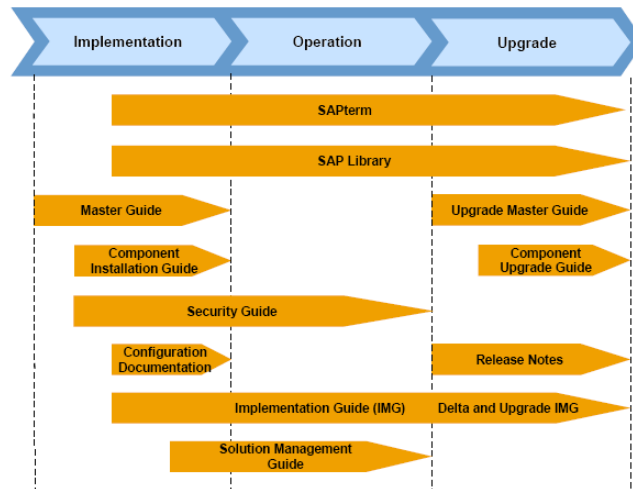 Implementation
Operation
Upgrade
SAPterm
SAP Library
Master Guide
Upgrade Master Guide
Component
Installation Guide
Component
Upgrade Guide
Security Guide
Configuration
Documentation
Release Notes
Implementation Guide (IMG)
Delta and Upgrade IMG
Solution Management
Guide